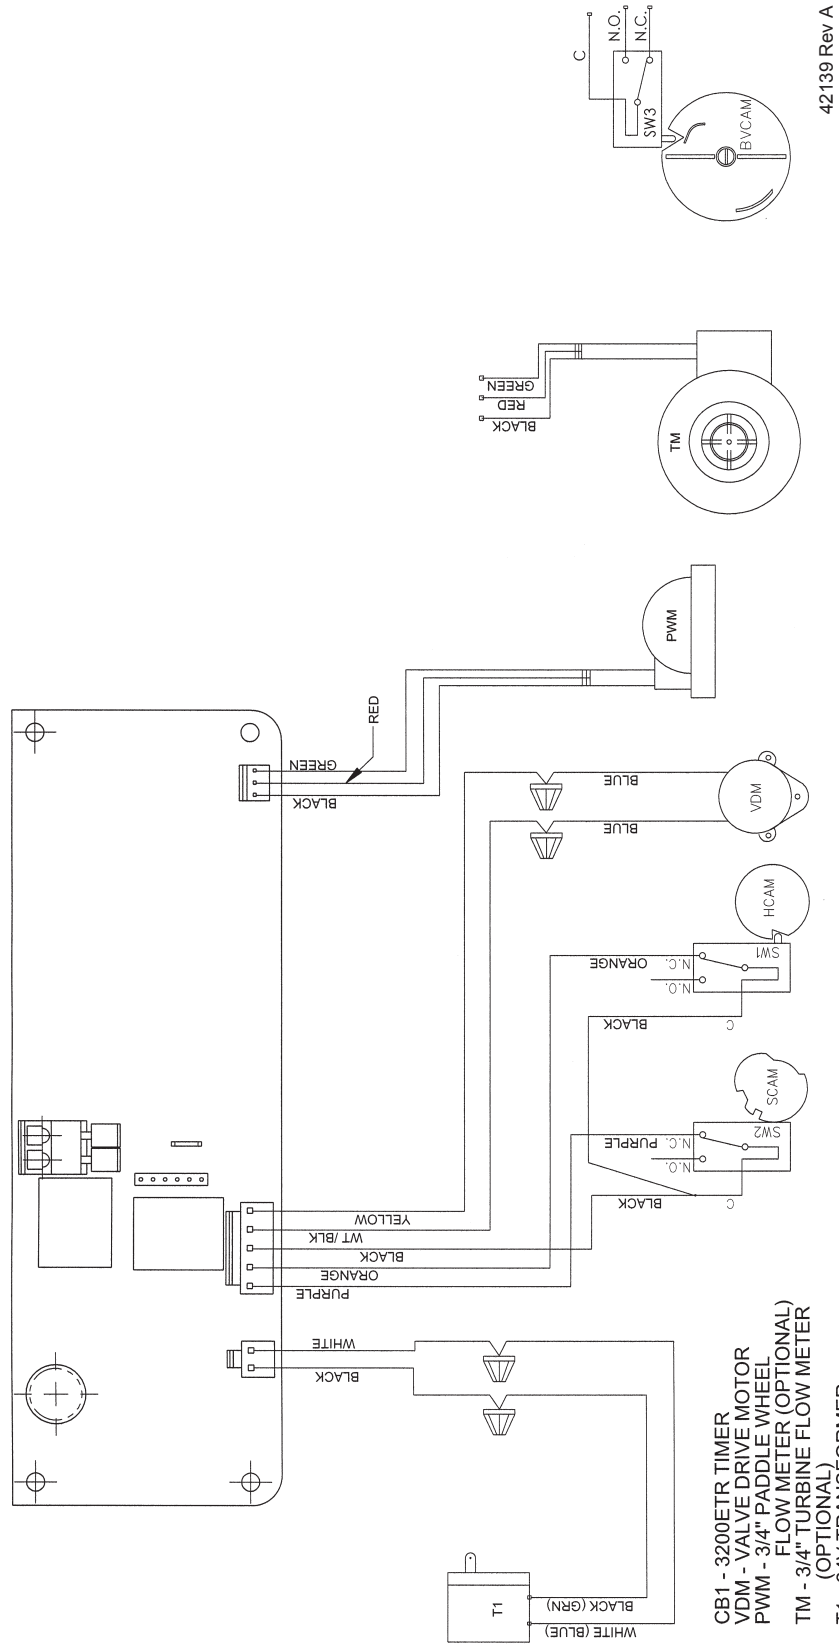 42139 Rev A
C
N.O.
N.C.
SW3
BVCAM
GREEN
RED
BLACK
TM
PWM
GREEN
RED
BLACK
BLUE
BLUE
VDM
HCAM
SW1
ORANGE
N.C.
N.O.
BLACK
C
SCAM
SW2
PURPLE
N.C.
N.O.
BLACK
C
YELLOW
WT/BLK
BLACK
ORANGE
PURPLE
WHITE
BLACK
T1
BLACK (GRN)
WHITE (BLUE)
CB1 - 3200ETR TIMER
VDM - VALVE DRIVE MOTOR
PWM - 3/4" PADDLE WHEEL
FLOW METER (OPTIONAL)
TM - 3/4" TURBINE FLOW METER
(OPTIONAL)